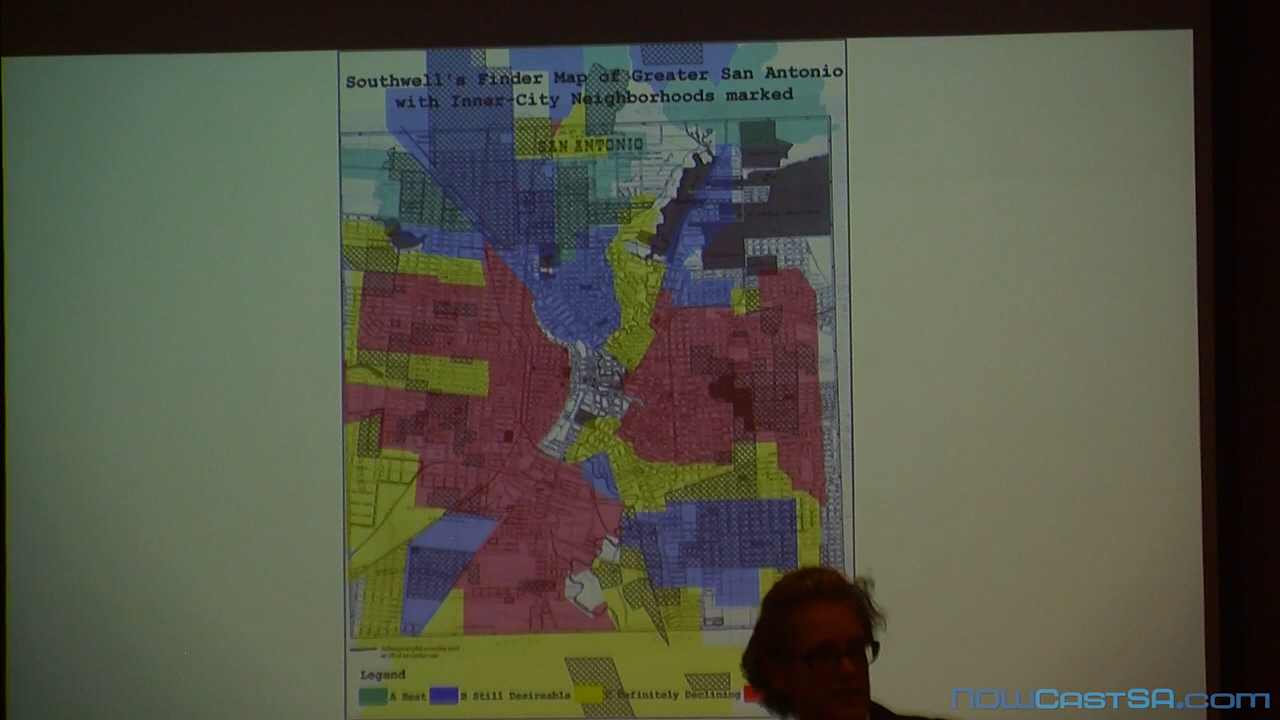 Southwell's Finder Map of Greater San Antonio
with Inner-City Neighborhoods marked
SAN ANTONIO
Legend
A Best B Still Desireable C Definitely Declining
NOWCASTSA.com